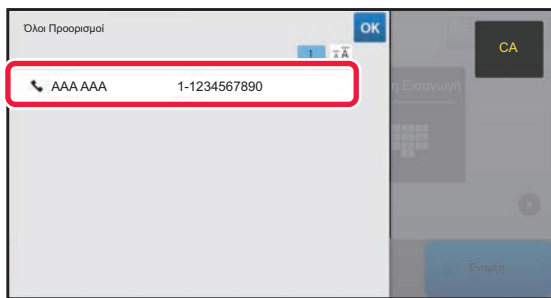 Όλοι Προορισμοί
OK
CA
1
AAA AAA 1-1234567890
η Εισαγωγή
Έναρξη